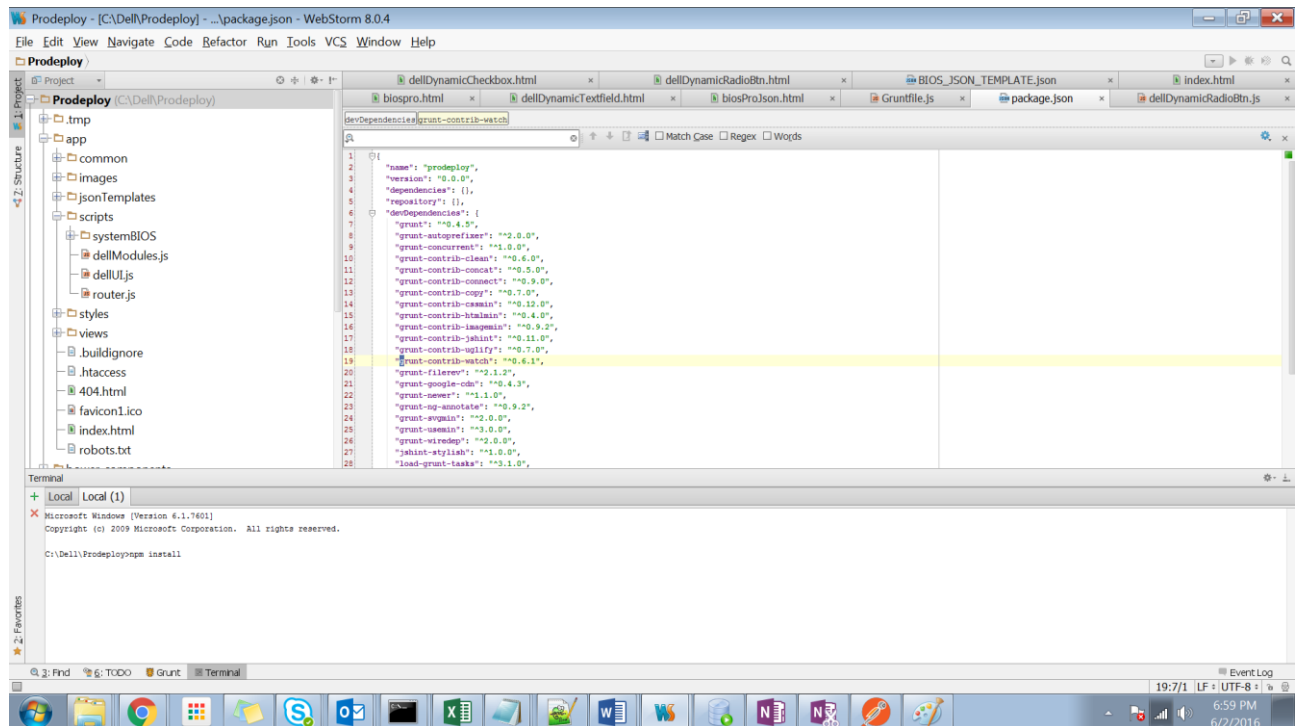 Prodeploy - [C:\Dell\Prodeploy] - ...\package.json - WebStorm 8.0.4
File Edit View Navigate Code Refactor Run Tools VCS Window Help
Prodeploy
Project
dellDynamicCheckbox.html
dellDynamicRadioBtn.html
BIOS_JSON_TEMPLATE.json
index.html
biospro.html
dellDynamicTextfield.html
biosProJson.html
Gruntfile.js
package.json
dellDynamicRadioBtn.js
1: Project
Z: Structure
2: Favorites
Prodeploy (C:\Dell\Prodeploy)
.tmp
app
common
images
jsonTemplates
scripts
systemBIOS
dellModules.js
dellUI.js
router.js
styles
views
.buildignore
.htaccess
404.html
favicon1.ico
index.html
robots.txt
devDependencies grunt-contrib-watch
Match Case Regex Words
1 {
2 "name": "prodeploy",
3 "version": "0.0.0",
4 "dependencies": {},
5 "repository": {},
6 "devDependencies": {
7 "grunt": "^0.4.5",
8 "grunt-autoprefixer": "^2.0.0",
9 "grunt-concurrent": "^1.0.0",
10 "grunt-contrib-clean": "^0.6.0",
11 "grunt-contrib-concat": "^0.5.0",
12 "grunt-contrib-connect": "^0.9.0",
13 "grunt-contrib-copy": "^0.7.0",
14 "grunt-contrib-cssmin": "^0.12.0",
15 "grunt-contrib-htmlmin": "^0.4.0",
16 "grunt-contrib-imagemin": "^0.9.2",
17 "grunt-contrib-jshint": "^0.11.0",
18 "grunt-contrib-uglify": "^0.7.0",
19 "grunt-contrib-watch": "^0.6.1",
20 "grunt-filerev": "^2.1.2",
21 "grunt-google-cdn": "^0.4.3",
22 "grunt-newer": "^1.1.0",
23 "grunt-ng-annotate": "^0.9.2",
24 "grunt-svgmin": "^2.0.0",
25 "grunt-usemin": "^3.0.0",
26 "grunt-wiredep": "^2.0.0",
27 "jshint-stylish": "^1.0.0",
28 "load-grunt-tasks": "^3.1.0",
Terminal
Local Local (1)
Microsoft Windows [Version 6.1.7601]
Copyright (c) 2009 Microsoft Corporation. All rights reserved.
C:\Dell\Prodeploy>npm install
3: Find 6: TODO Grunt Terminal Event Log
19:7/1 LF UTF-8
6:59 PM
6/2/2016